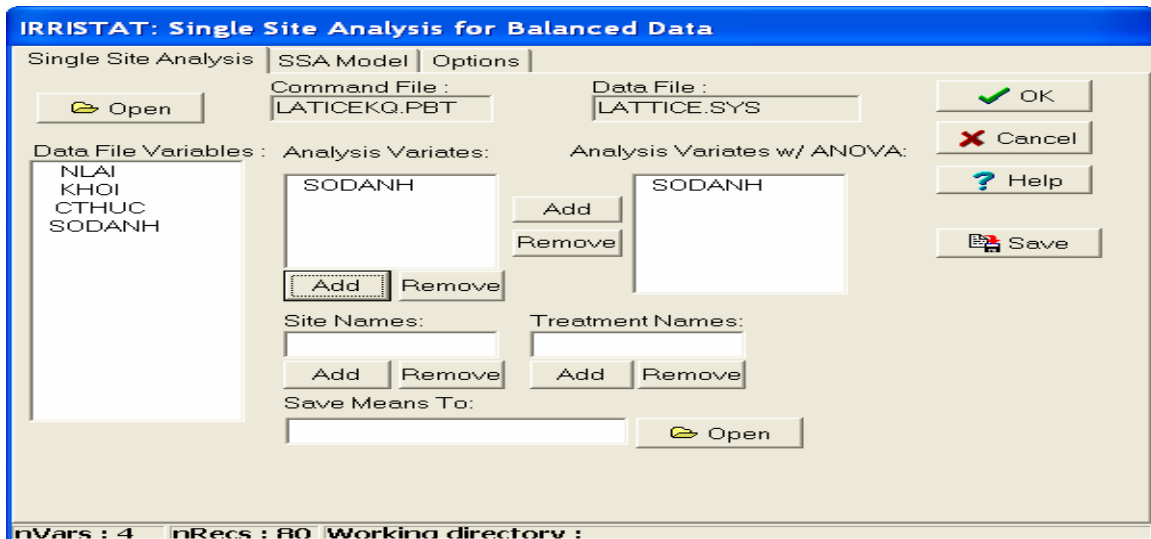 IRRISTAT: Single Site Analysis for Balanced Data
Single Site Analysis SSA Model Options
Open
Command File :
LATICEKQ.PBT
Data File :
LATTICE.SYS
OK
Cancel
Help
Save
Data File Variables :
NLAI
KHOI
CTHUC
SODANH
Analysis Variates:
SODANH
Add Remove
Add
Remove
Analysis Variates w/ ANOVA:
SODANH
Site Names:
Add Remove
Treatment Names:
Add Remove
Save Means To:
Open
nVars : 4 nRecs : 80 Working directory :